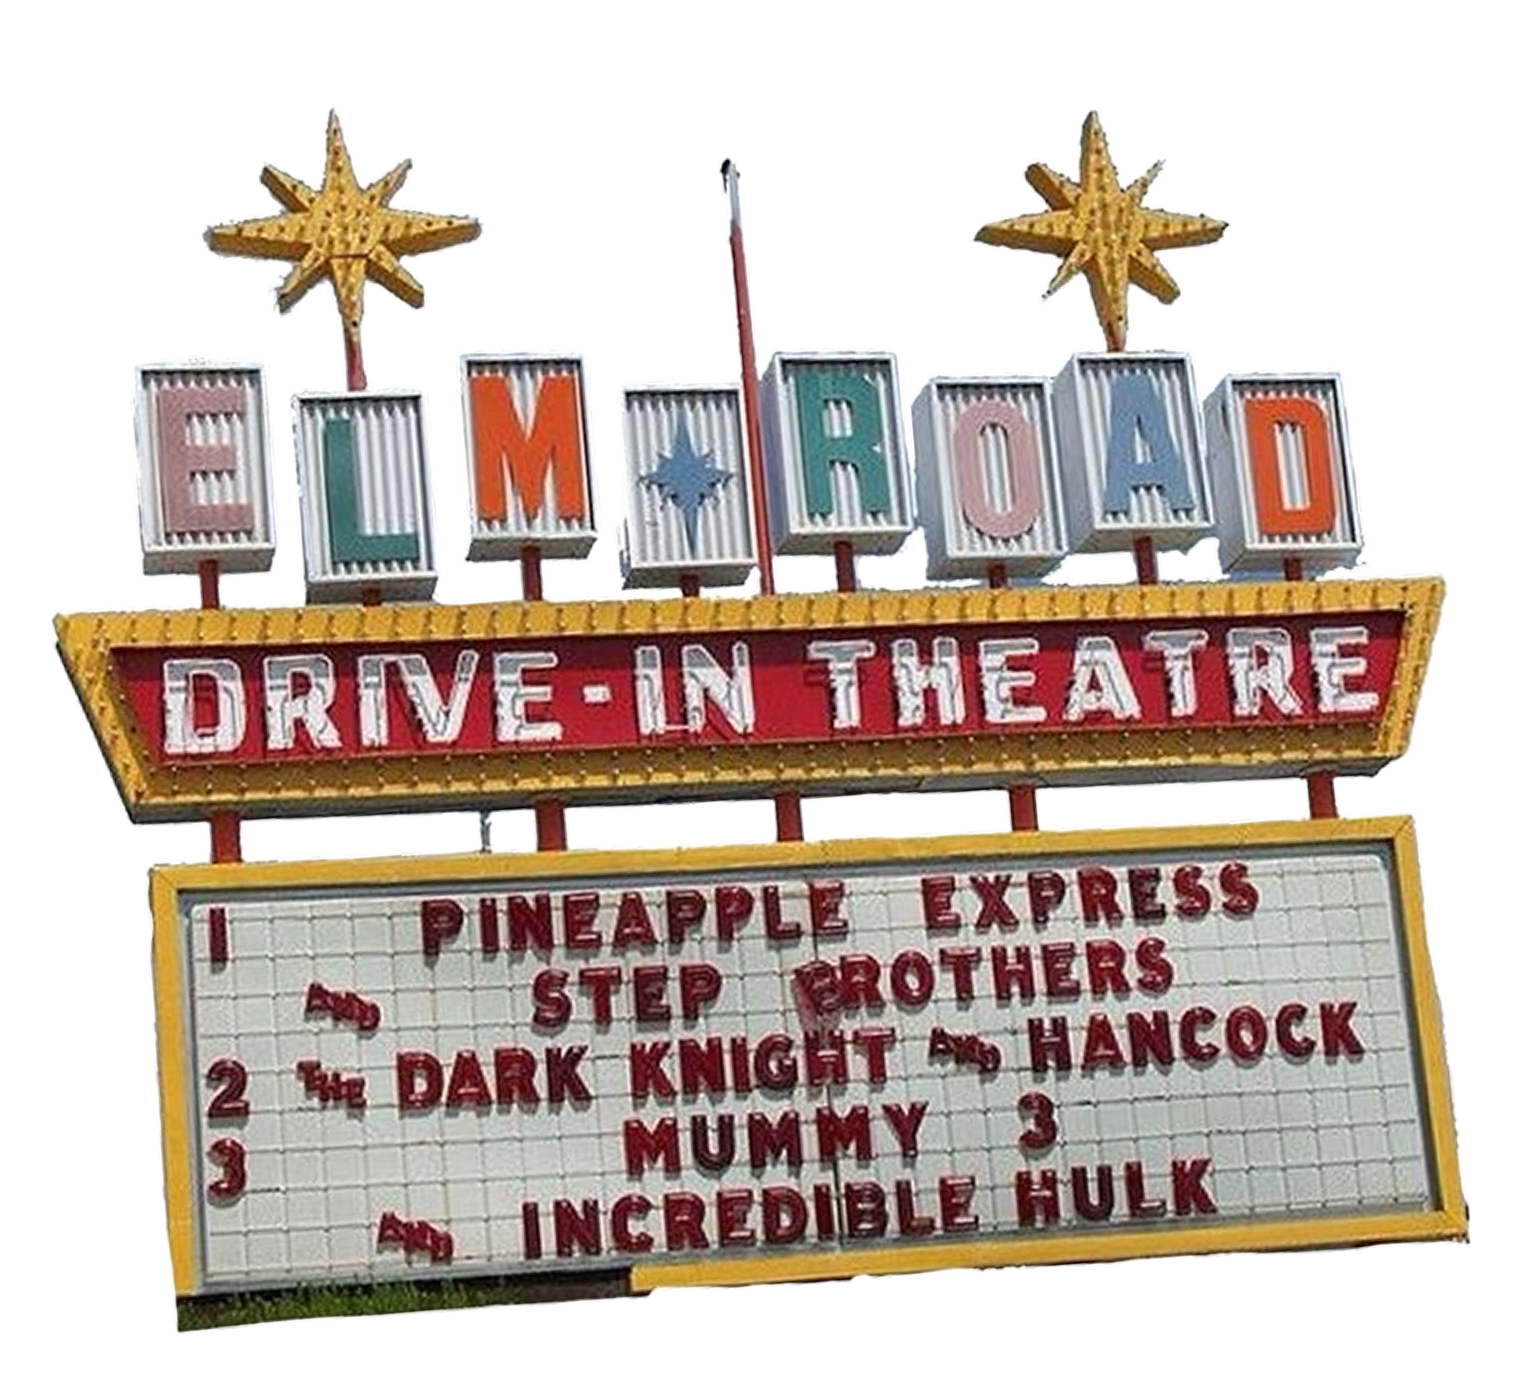 ELM ROAD
DRIVE-IN THEATRE
1 PINEAPPLE EXPRESS
AND STEP BROTHERS
2 THE DARK KNIGHT AND HANCOCK
3 MUMMY 3
AND INCREDIBLE HULK